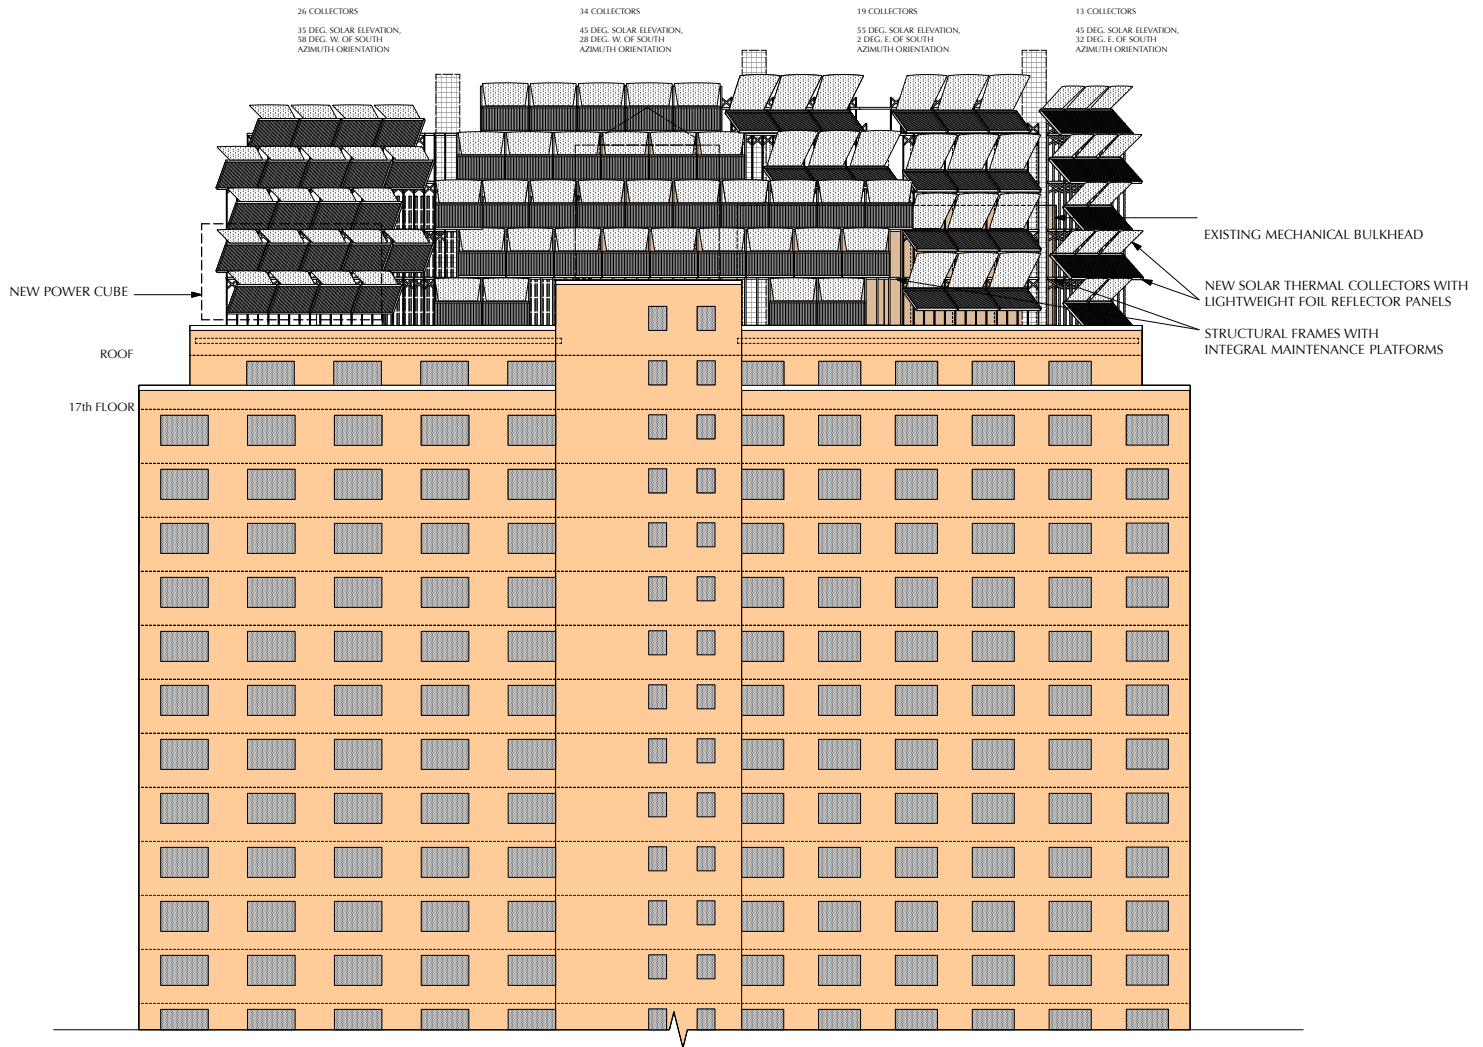 26 COLLECTORS
35 DEG. SOLAR ELEVATION,
58 DEG. W. OF SOUTH
AZIMUTH ORIENTATION
34 COLLECTORS
45 DEG. SOLAR ELEVATION,
28 DEG. W. OF SOUTH
AZIMUTH ORIENTATION
19 COLLECTORS
55 DEG. SOLAR ELEVATION,
2 DEG. E. OF SOUTH
AZIMUTH ORIENTATION
13 COLLECTORS
45 DEG. SOLAR ELEVATION,
32 DEG. E. OF SOUTH
AZIMUTH ORIENTATION
EXISTING MECHANICAL BULKHEAD
NEW POWER CUBE
NEW SOLAR THERMAL COLLECTORS WITH
LIGHTWEIGHT FOIL REFLECTOR PANELS
STRUCTURAL FRAMES WITH
INTEGRAL MAINTENANCE PLATFORMS
ROOF
17th FLOOR